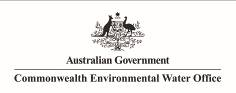 Australian Government
Commonwealth Environmental Water Office